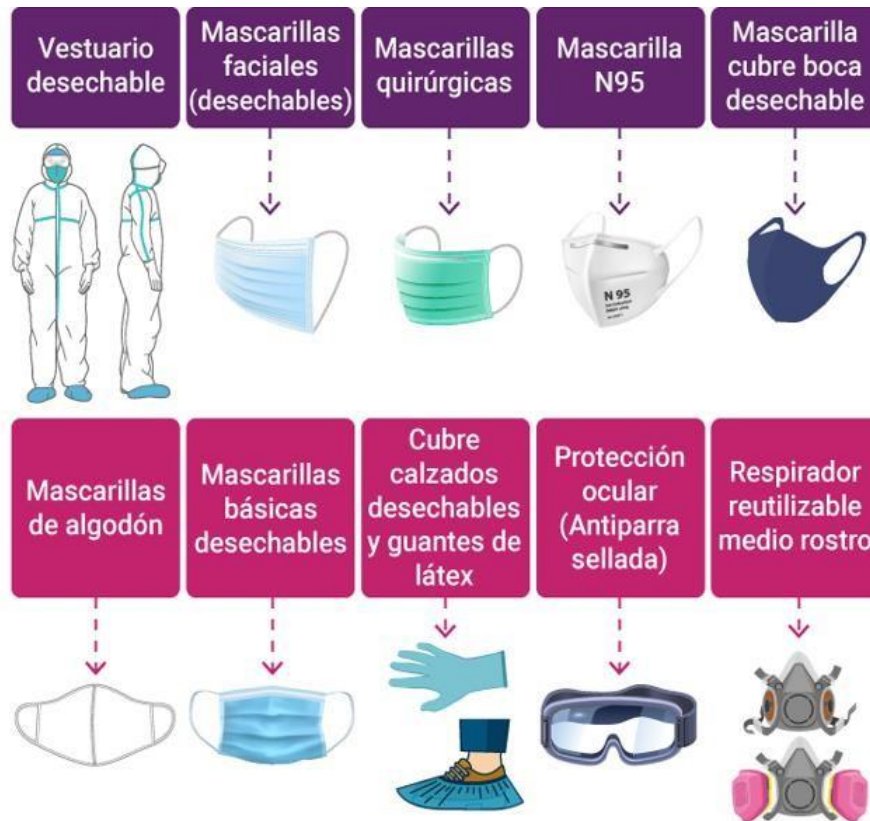 Vestuario
desechable
Mascarillas
faciales
(desechables)
Mascarillas
quirúrgicas
Mascarilla
N95
Mascarilla
cubre boca
desechable
N 95
Mascarillas
de algodón
Mascarillas
básicas
desechables
Cubre
calzados
desechables
y guantes de
látex
Protección
ocular
(Antiparra
sellada)
Respirador
reutilizable
medio rostro